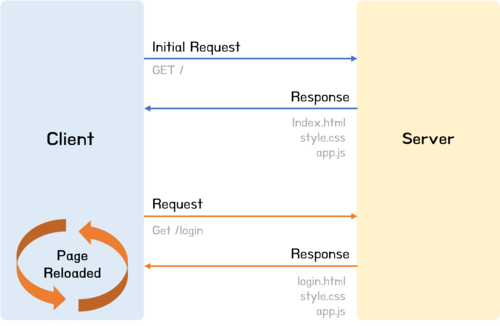 Initial Request
GET /
Response
Index.html
style.css
app.js
Client
Server
Request
Get /login
Page
Reloaded
Response
login.html
style.css
app.js